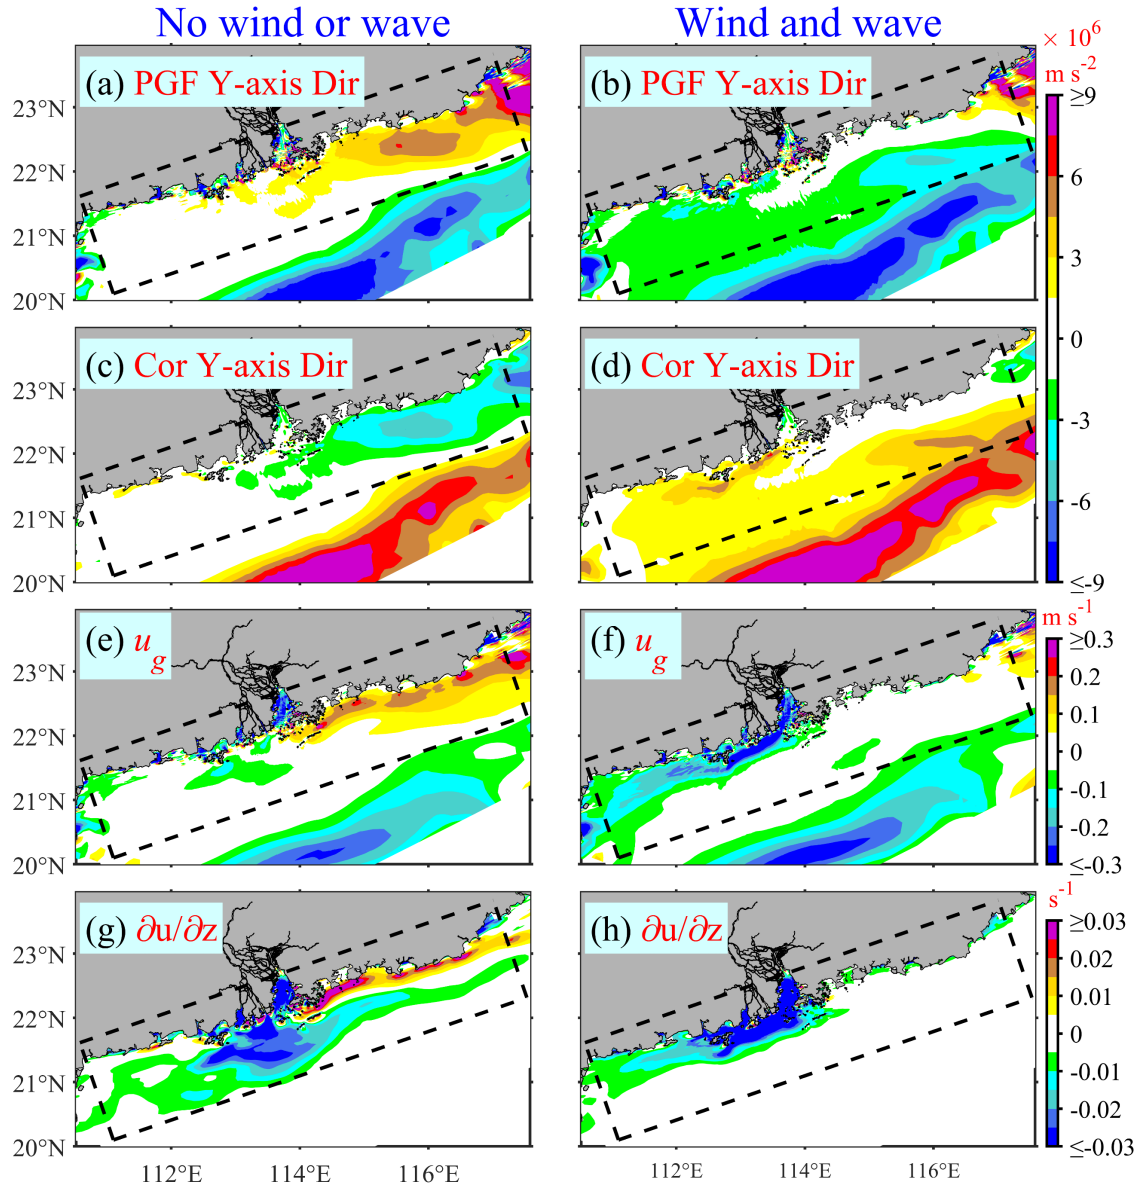 No wind or wave
Wind and wave
(a) PGF Y-axis Dir
(b) PGF Y-axis Dir
× 10⁶
m s⁻²
23°N
22°N
21°N
20°N
≥9
6
3
0
-3
-6
≤-9
(c) Cor Y-axis Dir
(d) Cor Y-axis Dir
23°N
22°N
21°N
20°N
(e) u_g
(f) u_g
m s⁻¹
23°N
22°N
21°N
20°N
≥0.3
0.2
0.1
0
-0.1
-0.2
≤-0.3
(g) ∂u/∂z
(h) ∂u/∂z
s⁻¹
23°N
22°N
21°N
20°N
≥0.03
0.02
0.01
0
-0.01
-0.02
≤-0.03
112°E
114°E
116°E
112°E
114°E
116°E